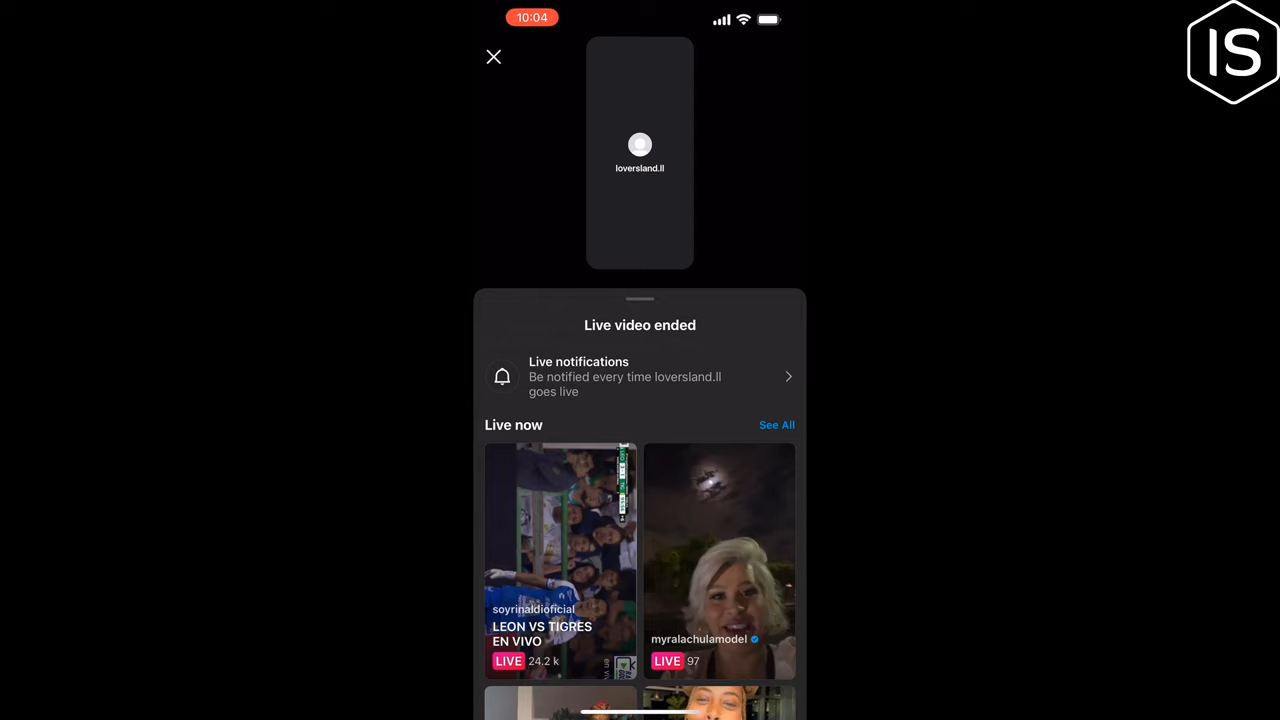 10:04
IS
loversland.ll
Live video ended
Live notifications
Be notified every time loversland.ll
goes live
Live now
See All
soyrinaldioficial
LEON VS TIGRES
EN VIVO
LIVE 24.2 k
myralachulamodel
LIVE 97